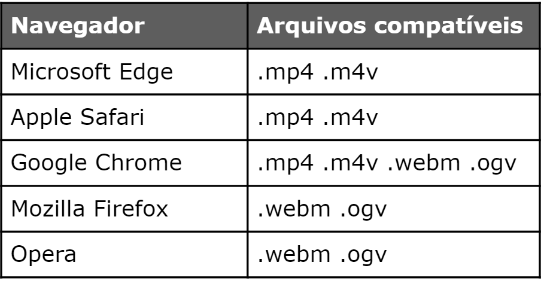 Navegador Arquivos compatíveis
Microsoft Edge .mp4 .m4v
Apple Safari .mp4 .m4v
Google Chrome .mp4 .m4v .webm .ogv
Mozilla Firefox .webm .ogv
Opera .webm .ogv